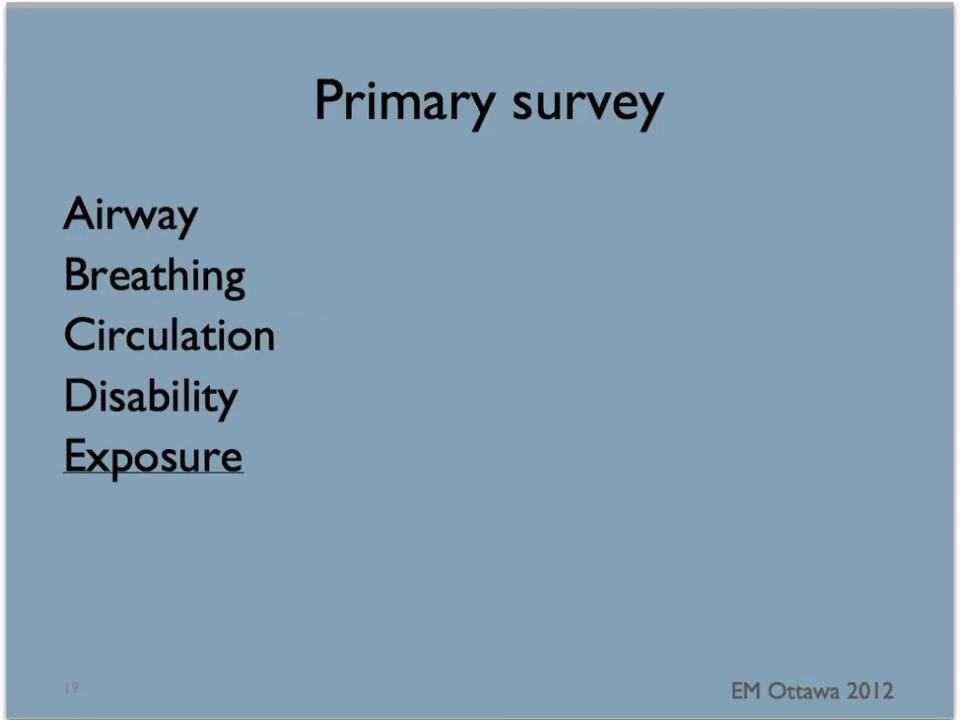 Primary survey
Airway
Breathing
Circulation
Disability
Exposure
19
EM Ottawa 2012